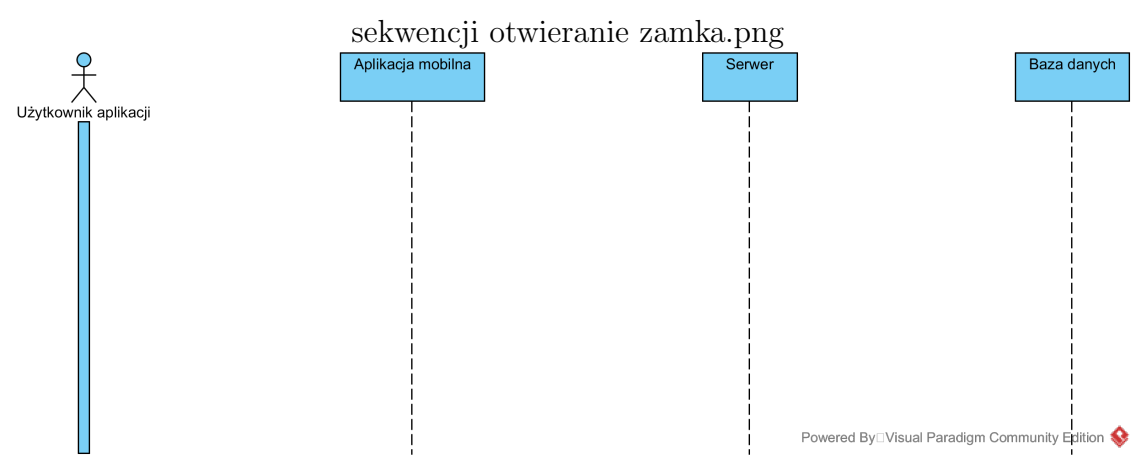 sekwencji otwieranie zamka.png
Aplikacja mobilna
Serwer
Baza danych
Użytkownik aplikacji
Powered By Visual Paradigm Community Edition